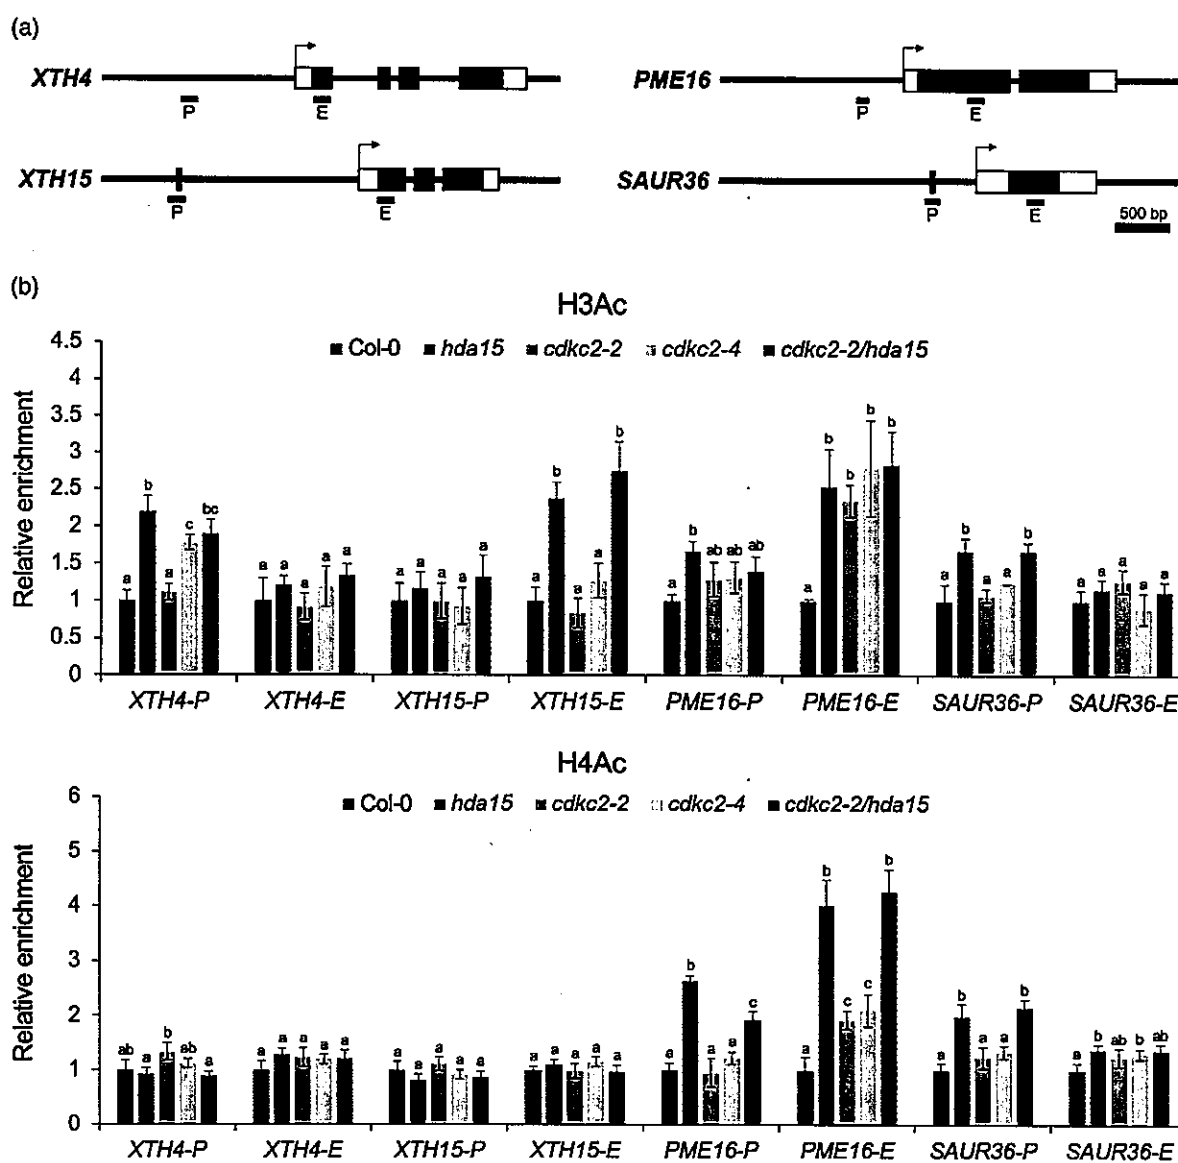 (a)
XTH4
P
E
PME16
P
E
XTH15
P
E
SAUR36
P
E
500 bp
(b)
H3Ac
Col-0 hda15 cdkc2-2 cdkc2-4 cdkc2-2/hda15
Relative enrichment
4.5
4
3.5
3
2.5
2
1.5
1
0.5
0
a b a c bc
a a a a a
a a a a a
a b a a b
a b ab ab ab
a b b b b
a b a a b
a a a a a
XTH4-P XTH4-E XTH15-P XTH15-E PME16-P PME16-E SAUR36-P SAUR36-E
H4Ac
Col-0 hda15 cdkc2-2 cdkc2-4 cdkc2-2/hda15
Relative enrichment
6
5
4
3
2
1
0
ab a b ab a
a a a a a
a a a a a
a a a a a
a b a a c
a b c c b
a b a a b
a b ab b ab
XTH4-P XTH4-E XTH15-P XTH15-E PME16-P PME16-E SAUR36-P SAUR36-E